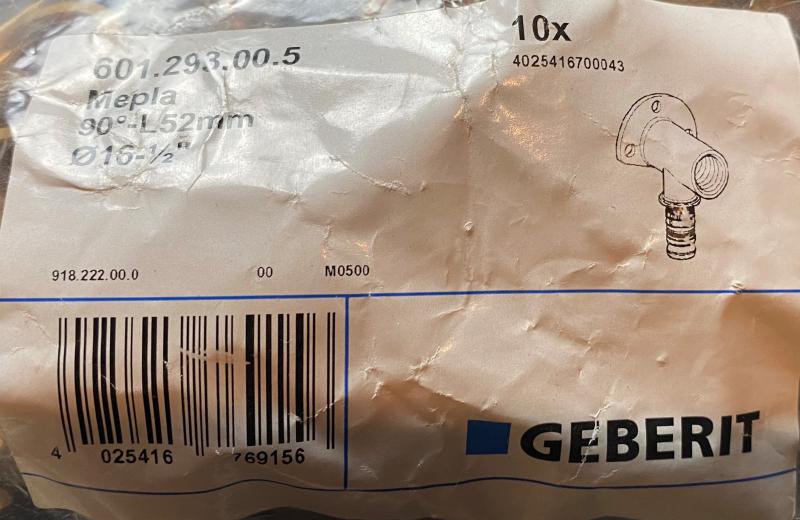 601.293.00.5
Mepla
90°-L52mm
Ø16-½"
10x
4025416700043
918.222.00.0 00 M0500
4 025416 769156
GEBERIT